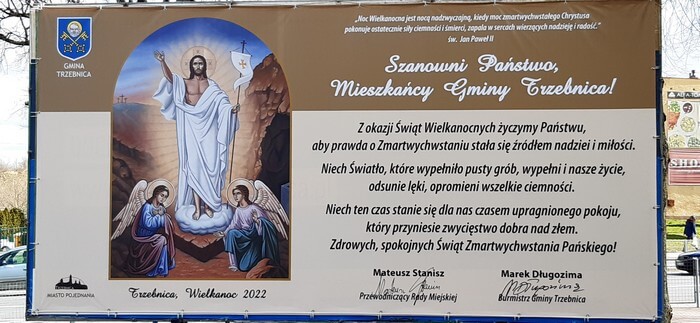 „Noc Wielkanocna jest nocą nadzwyczajną, kiedy moc zmartwychwstałego Chrystusa
pokonuje ostatecznie siły ciemności i śmierci, zapala w sercach wierzących nadzieję i radość."
św. Jan Paweł II
GMINA
TRZEBNICA
Szanowni Państwo,
Mieszkańcy Gminy Trzebnica!
Z okazji Świąt Wielkanocnych życzymy Państwu,
aby prawda o Zmartwychwstaniu stała się źródłem nadziei i miłości.
Niech Światło, które wypełniło pusty grób, wypełni i nasze życie,
odsunie lęki, opromieni wszelkie ciemności.
Niech ten czas stanie się dla nas czasem upragnionego pokoju,
który przyniesie zwycięstwo dobra nad złem.
Zdrowych, spokojnych Świąt Zmartwychwstania Pańskiego!
Mateusz Stanisz
Przewodniczący Rady Miejskiej
Marek Długozima
Burmistrz Gminy Trzebnica
MIASTO POJEDNANIA
Trzebnica, Wielkanoc 2022